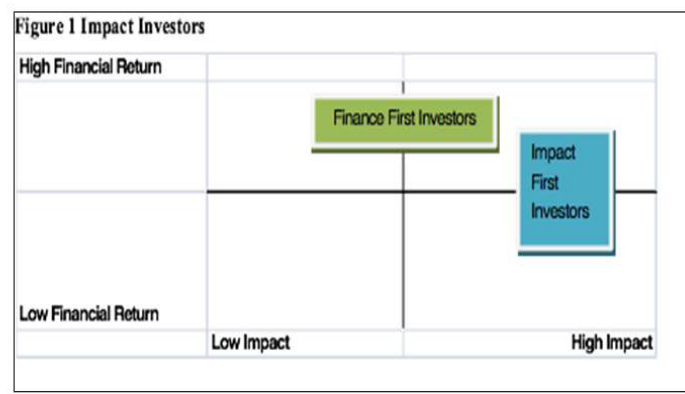 Figure 1 Impact Investors
High Financial Return
Finance First Investors
Impact
First
Investors
Low Financial Return
Low Impact
High Impact